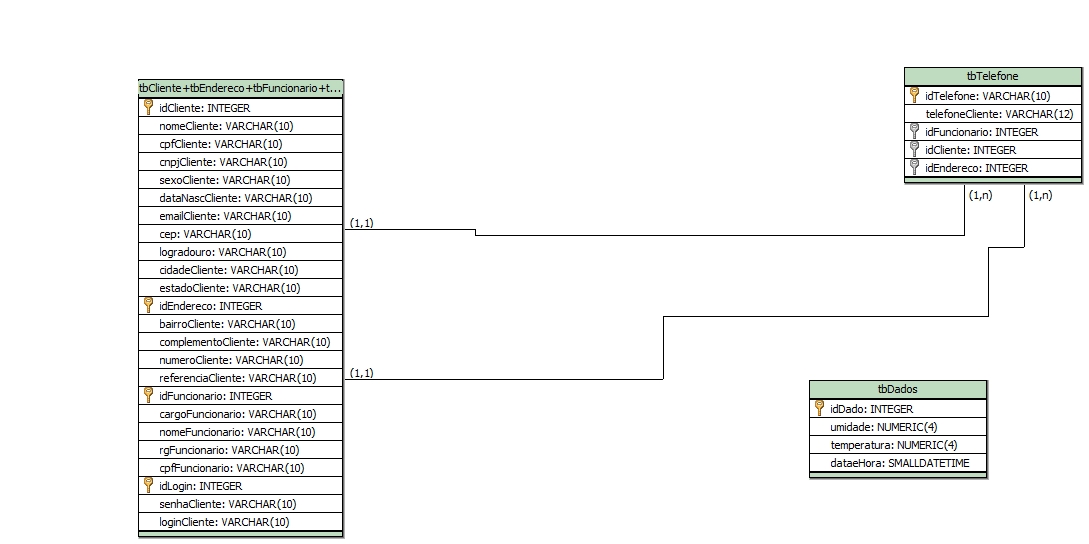 tbCliente+tbEndereco+tbFuncionario+t...
idCliente: INTEGER
nomeCliente: VARCHAR(10)
cpfCliente: VARCHAR(10)
cnpjCliente: VARCHAR(10)
sexoCliente: VARCHAR(10)
dataNascCliente: VARCHAR(10)
emailCliente: VARCHAR(10)
cep: VARCHAR(10)
logradouro: VARCHAR(10)
cidadeCliente: VARCHAR(10)
estadoCliente: VARCHAR(10)
idEndereco: INTEGER
bairroCliente: VARCHAR(10)
complementoCliente: VARCHAR(10)
numeroCliente: VARCHAR(10)
referenciaCliente: VARCHAR(10)
idFuncionario: INTEGER
cargoFuncionario: VARCHAR(10)
nomeFuncionario: VARCHAR(10)
rgFuncionario: VARCHAR(10)
cpfFuncionario: VARCHAR(10)
idLogin: INTEGER
senhaCliente: VARCHAR(10)
loginCliente: VARCHAR(10)
(1,1)
(1,1)
tbTelefone
idTelefone: VARCHAR(10)
telefoneCliente: VARCHAR(12)
idFuncionario: INTEGER
idCliente: INTEGER
idEndereco: INTEGER
(1,n)
(1,n)
tbDados
idDado: INTEGER
umidade: NUMERIC(4)
temperatura: NUMERIC(4)
dataeHora: SMALLDATETIME